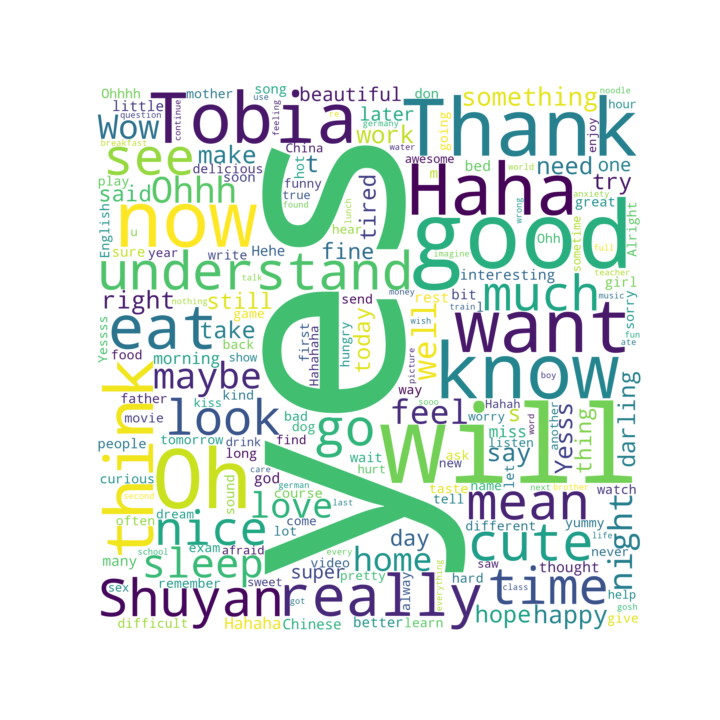 Ohhhh
mother
song
use
beautiful
don
going
something
noodle
hour
little
question
Tobia
feeling
re
later
Thank
enjoy
Wow
continue
germany
work
breakfast
water
see
make
China
t
awesome
m
bed
need
one
delicious
hot
Haha
world
anxiety
try
play
soon
funny
tired
said
Ohhh
true
great
found
lunch
wrong
English
u
now
hear
good
Ohh
sometime
Alright
write
Hehe
fine
imagine
full
sure
year
teacher
understand
talk
interesting
girl
nothing
much
right
still
send
money
rest
bit
music
sorry
game
train
l
Yessss
eat
take
first
Hahahaha
hungry
today
well
wish
want
fun
back
ate
food
morning
show
yes
picture
know
boy
think
maybe
way
father
kiss
kind
sooo
Hahah
movie
look
bad
go
feel
s
Yesss
thing
darling
dog
worry
word
another
people
tomorrow
drink
find
will
miss
listen
say
let
long
wait
ask
new
Oh
sound
care
god
hurt
curious
german
taste
name
next
brother
watch
second
love
last
tell
mean
often
dream
nice
course
different
yummy
night
school
exam
afraid
come
lot
day
cute
life
many
sleep
every
video
home
saw
thought
never
sex
remember
sweet
super
pretty
hard
class
help
Shuyan
got
really
alway
everything
time
hope
happy
gosh
give
difficult
Hahaha
Chinese
better
learn